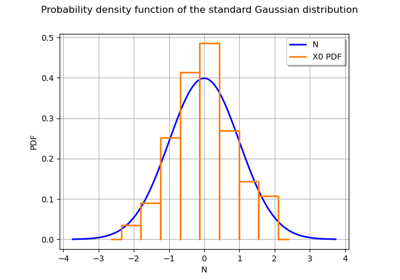 Probability density function of the standard Gaussian distribution
0.5
0.4
0.3
0.2
0.1
0.0
PDF
N
X0 PDF
−4 −3 −2 −1 0 1 2 3 4
N